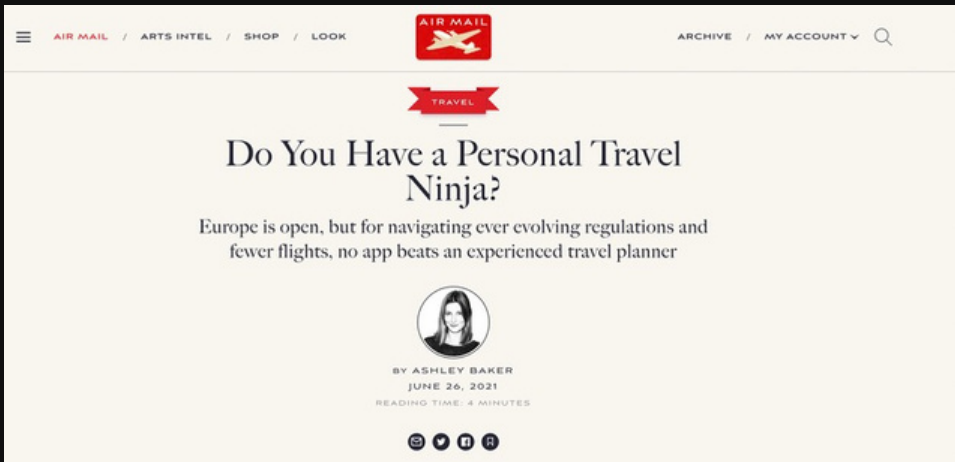 AIR MAIL / ARTS INTEL / SHOP / LOOK
AIR MAIL
ARCHIVE / MY ACCOUNT
TRAVEL
Do You Have a Personal Travel
Ninja?
Europe is open, but for navigating ever evolving regulations and
fewer flights, no app beats an experienced travel planner
BY ASHLEY BAKER
JUNE 26, 2021
READING TIME: 4 MINUTES